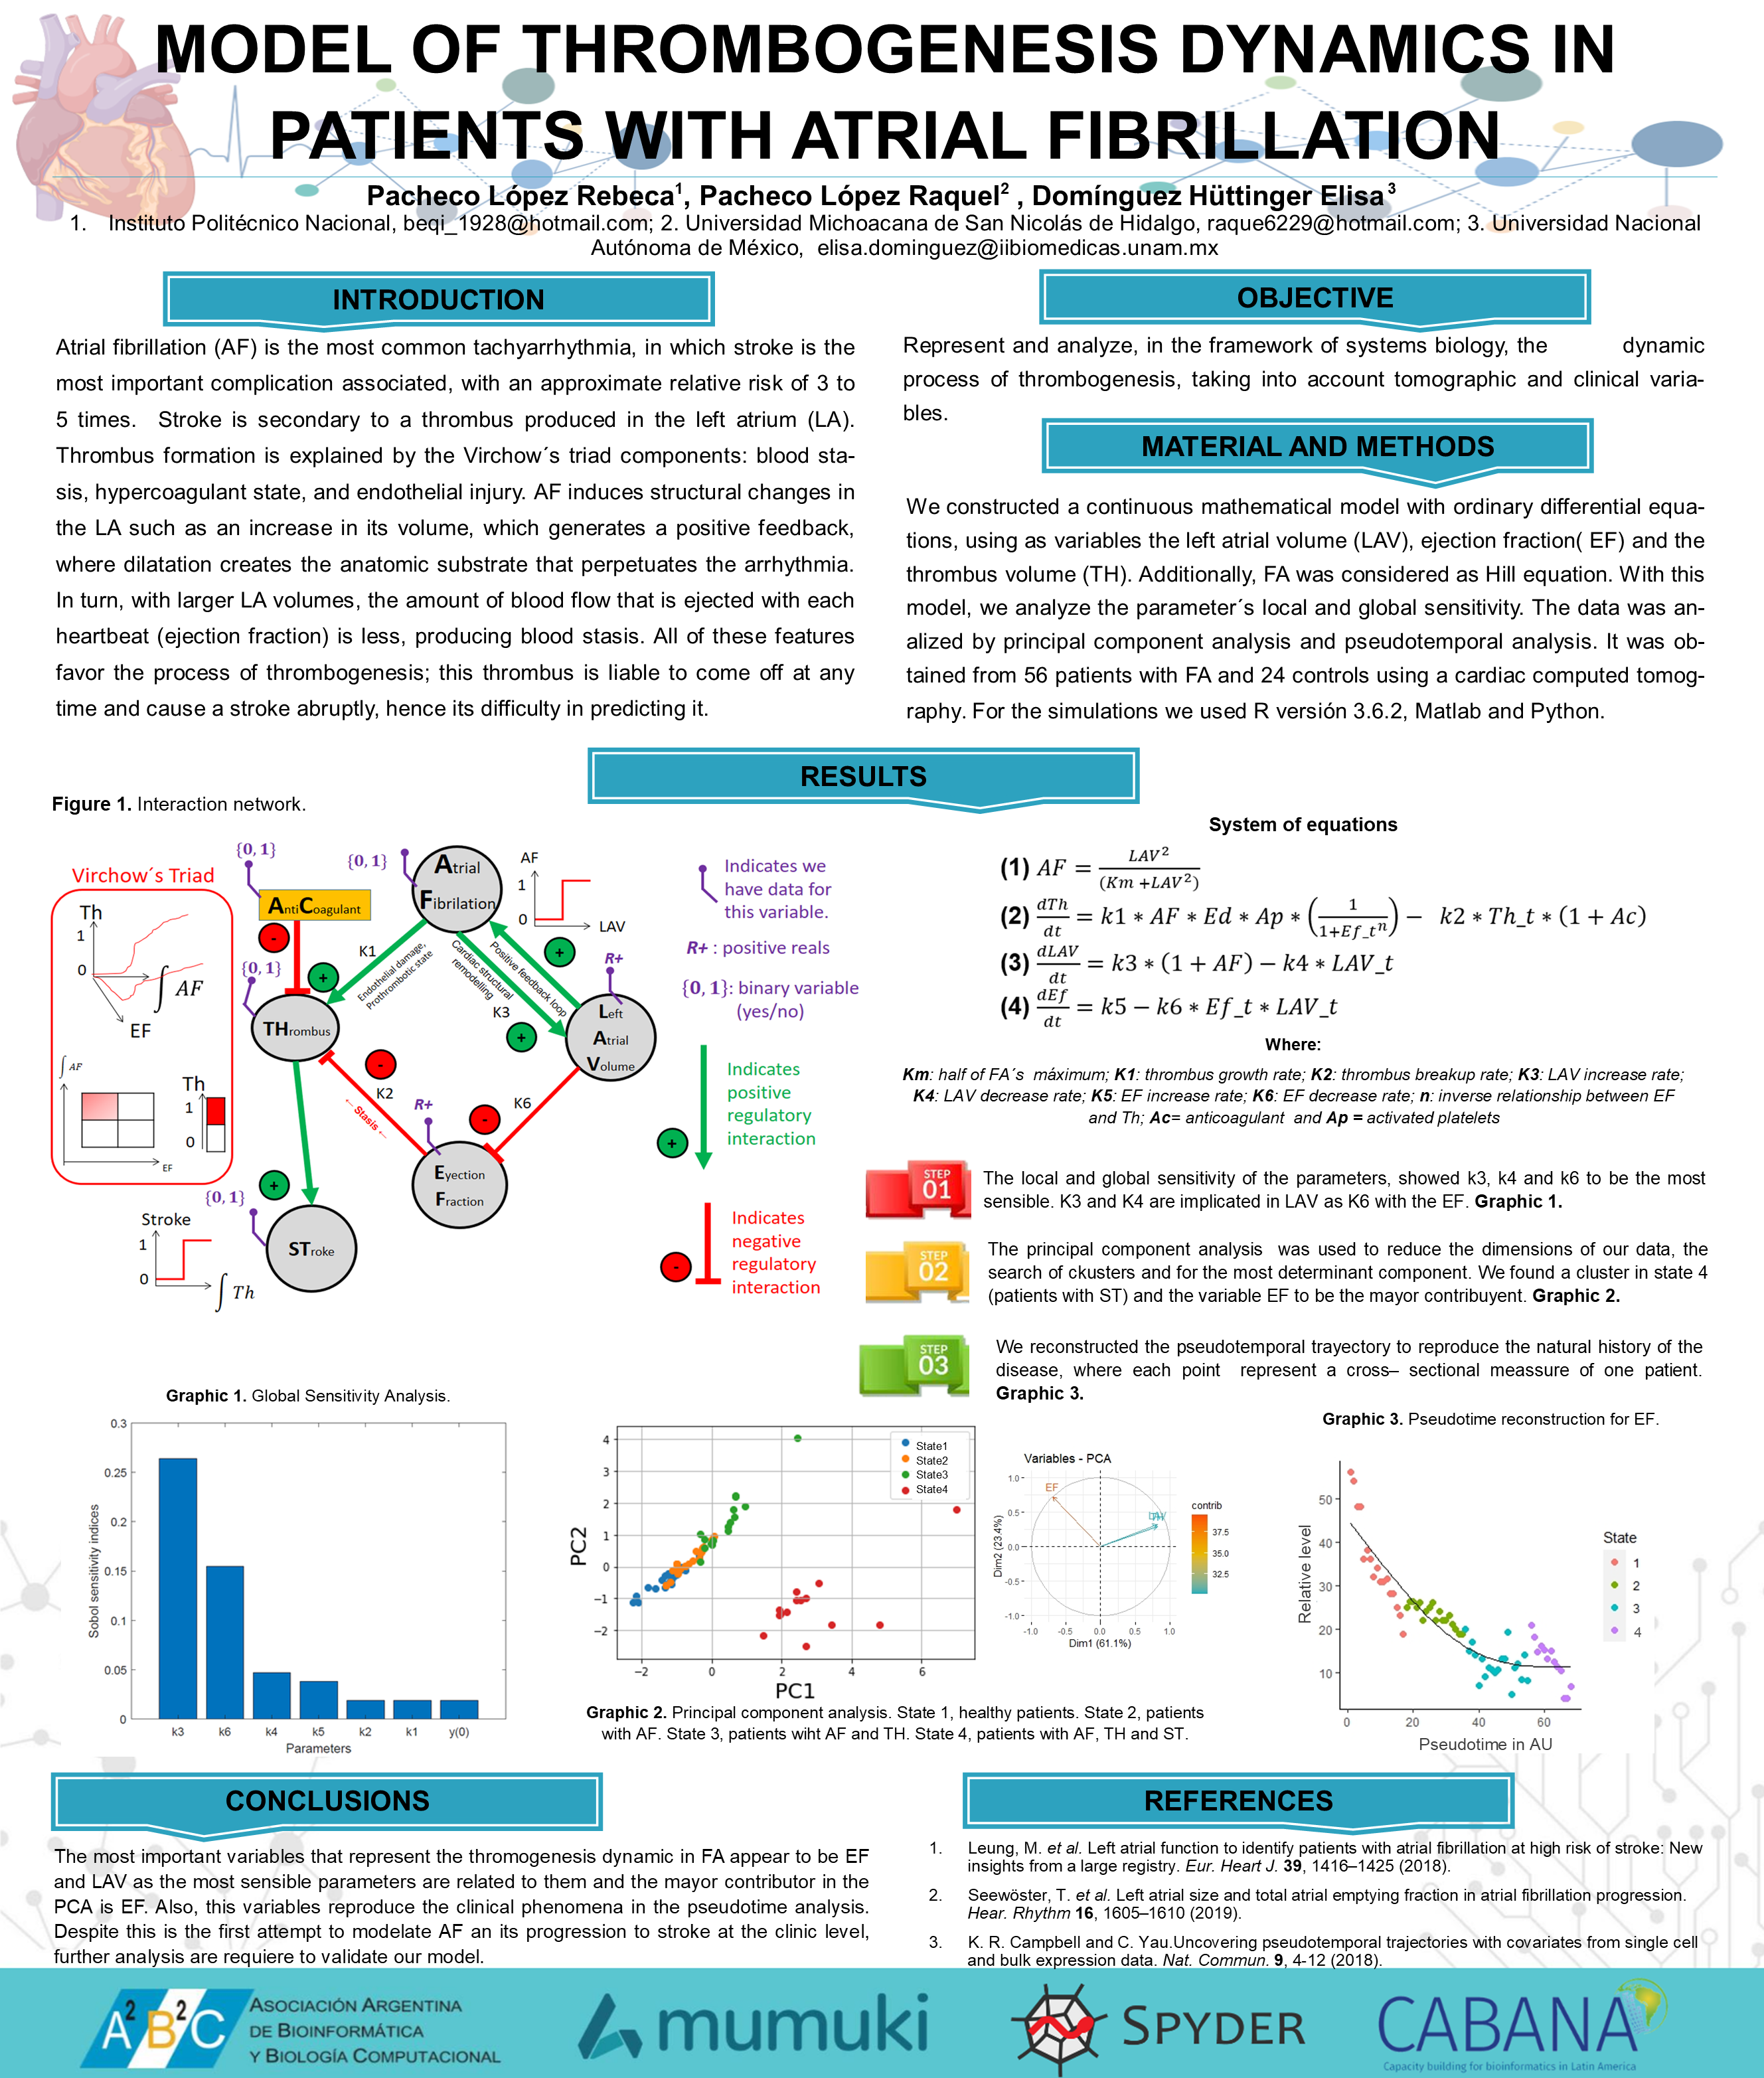 MODEL OF THROMBOGENESIS DYNAMICS IN
PATIENTS WITH ATRIAL FIBRILLATION
Pacheco López Rebeca1, Pacheco López Raquel2 , Domínguez Hüttinger Elisa3
1. Instituto Politécnico Nacional, beqi_1928@hotmail.com; 2. Universidad Michoacana de San Nicolás de Hidalgo, raque6229@hotmail.com; 3. Universidad Nacional
Autónoma de México, elisa.dominguez@iibiomedicas.unam.mx
INTRODUCTION
Atrial fibrillation (AF) is the most common tachyarrhythmia, in which stroke is the
most important complication associated, with an approximate relative risk of 3 to
5 times. Stroke is secondary to a thrombus produced in the left atrium (LA).
Thrombus formation is explained by the Virchow´s triad components: blood sta-
sis, hypercoagulant state, and endothelial injury. AF induces structural changes in
the LA such as an increase in its volume, which generates a positive feedback,
where dilatation creates the anatomic substrate that perpetuates the arrhythmia.
In turn, with larger LA volumes, the amount of blood flow that is ejected with each
heartbeat (ejection fraction) is less, producing blood stasis. All of these features
favor the process of thrombogenesis; this thrombus is liable to come off at any
time and cause a stroke abruptly, hence its difficulty in predicting it.
OBJECTIVE
Represent and analyze, in the framework of systems biology, the dynamic
process of thrombogenesis, taking into account tomographic and clinical varia-
bles.
MATERIAL AND METHODS
We constructed a continuous mathematical model with ordinary differential equa-
tions, using as variables the left atrial volume (LAV), ejection fraction( EF) and the
thrombus volume (TH). Additionally, FA was considered as Hill equation. With this
model, we analyze the parameter´s local and global sensitivity. The data was an-
alized by principal component analysis and pseudotemporal analysis. It was ob-
tained from 56 patients with FA and 24 controls using a cardiac computed tomog-
raphy. For the simulations we used R versión 3.6.2, Matlab and Python.
RESULTS
Figure 1. Interaction network.
Virchow´s Triad
Th
1
0
∫ AF
EF
∫ AF
Th
1
0
EF
{0, 1}
AntiCoagulant
-
{0, 1}
+
THrombus
{0, 1}
Atrial
Fibrilation
AF
1
0
LAV
K1
Endothelial damage,
Prothrombotic state
Cardiac structural
remodelling
Positive feedback loop
K3
+
+
R+
Left
Atrial
Volume
-
K2
← Stasis ←
R+
-
K6
Eyection
Fraction
+
{0, 1}
Stroke
1
0
∫ Th
STroke
Indicates we
have data for
this variable.
R+ : positive reals
{0, 1}: binary variable
(yes/no)
+
Indicates
positive
regulatory
interaction
-
Indicates
negative
regulatory
interaction
System of equations
(1) AF = LAV² / (Km +LAV²)
(2) dTh/dt = k1 * AF * Ed * Ap * (1/(1+Ef_tⁿ)) − k2 * Th_t * (1 + Ac)
(3) dLAV/dt = k3 * (1 + AF) − k4 * LAV_t
(4) dEf/dt = k5 − k6 * Ef_t * LAV_t
Where:
Km: half of FA´s máximum; K1: thrombus growth rate; K2: thrombus breakup rate; K3: LAV increase rate;
K4: LAV decrease rate; K5: EF increase rate; K6: EF decrease rate; n: inverse relationship between EF
and Th; Ac= anticoagulant and Ap = activated platelets
STEP
01
The local and global sensitivity of the parameters, showed k3, k4 and k6 to be the most
sensible. K3 and K4 are implicated in LAV as K6 with the EF. Graphic 1.
STEP
02
The principal component analysis was used to reduce the dimensions of our data, the
search of ckusters and for the most determinant component. We found a cluster in state 4
(patients with ST) and the variable EF to be the mayor contribuyent. Graphic 2.
STEP
03
We reconstructed the pseudotemporal trayectory to reproduce the natural history of the
disease, where each point represent a cross– sectional meassure of one patient.
Graphic 3.
Graphic 1. Global Sensitivity Analysis.
Sobol sensitivity indices
0.3
0.25
0.2
0.15
0.1
0.05
0
k3 k6 k4 k5 k2 k1 y(0)
Parameters
PC2
4
3
2
1
0
−1
−2
−2 0 2 4 6
PC1
State1
State2
State3
State4
Variables - PCA
Dim2 (23.4%)
1.0
0.5
0.0
-0.5
-1.0
EF
-1.0 -0.5 0.0 0.5 1.0
Dim1 (61.1%)
contrib
37.5
35.0
32.5
Graphic 2. Principal component analysis. State 1, healthy patients. State 2, patients
with AF. State 3, patients wiht AF and TH. State 4, patients with AF, TH and ST.
Graphic 3. Pseudotime reconstruction for EF.
Relative level
50
40
30
20
10
0 20 40 60
Pseudotime in AU
State
1
2
3
4
CONCLUSIONS
The most important variables that represent the thromogenesis dynamic in FA appear to be EF
and LAV as the most sensible parameters are related to them and the mayor contributor in the
PCA is EF. Also, this variables reproduce the clinical phenomena in the pseudotime analysis.
Despite this is the first attempt to modelate AF an its progression to stroke at the clinic level,
further analysis are requiere to validate our model.
REFERENCES
1. Leung, M. et al. Left atrial function to identify patients with atrial fibrillation at high risk of stroke: New
insights from a large registry. Eur. Heart J. 39, 1416–1425 (2018).
2. Seewöster, T. et al. Left atrial size and total atrial emptying fraction in atrial fibrillation progression.
Hear. Rhythm 16, 1605–1610 (2019).
3. K. R. Campbell and C. Yau.Uncovering pseudotemporal trajectories with covariates from single cell
and bulk expression data. Nat. Commun. 9, 4-12 (2018).
A2B2C
ASOCIACIÓN ARGENTINA
DE BIOINFORMÁTICA
Y BIOLOGÍA COMPUTACIONAL
mumuki
SPYDER
CABANA
Capacity building for bioinformatics in Latin America